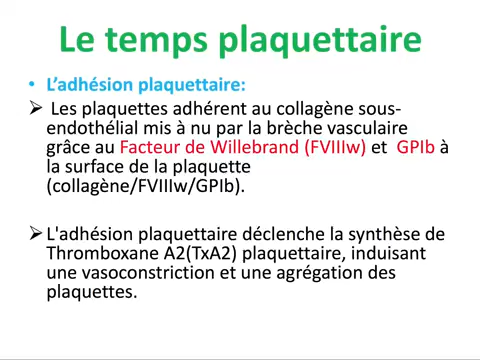 Le temps plaquettaire
• L’adhésion plaquettaire:
➢ Les plaquettes adhérent au collagène sous-
endothélial mis à nu par la brèche vasculaire
grâce au Facteur de Willebrand (FVIIIw) et GPIb à
la surface de la plaquette
(collagène/FVIIIw/GPIb).
➢ L'adhésion plaquettaire déclenche la synthèse de
Thromboxane A2(TxA2) plaquettaire, induisant
une vasoconstriction et une agrégation des
plaquettes.